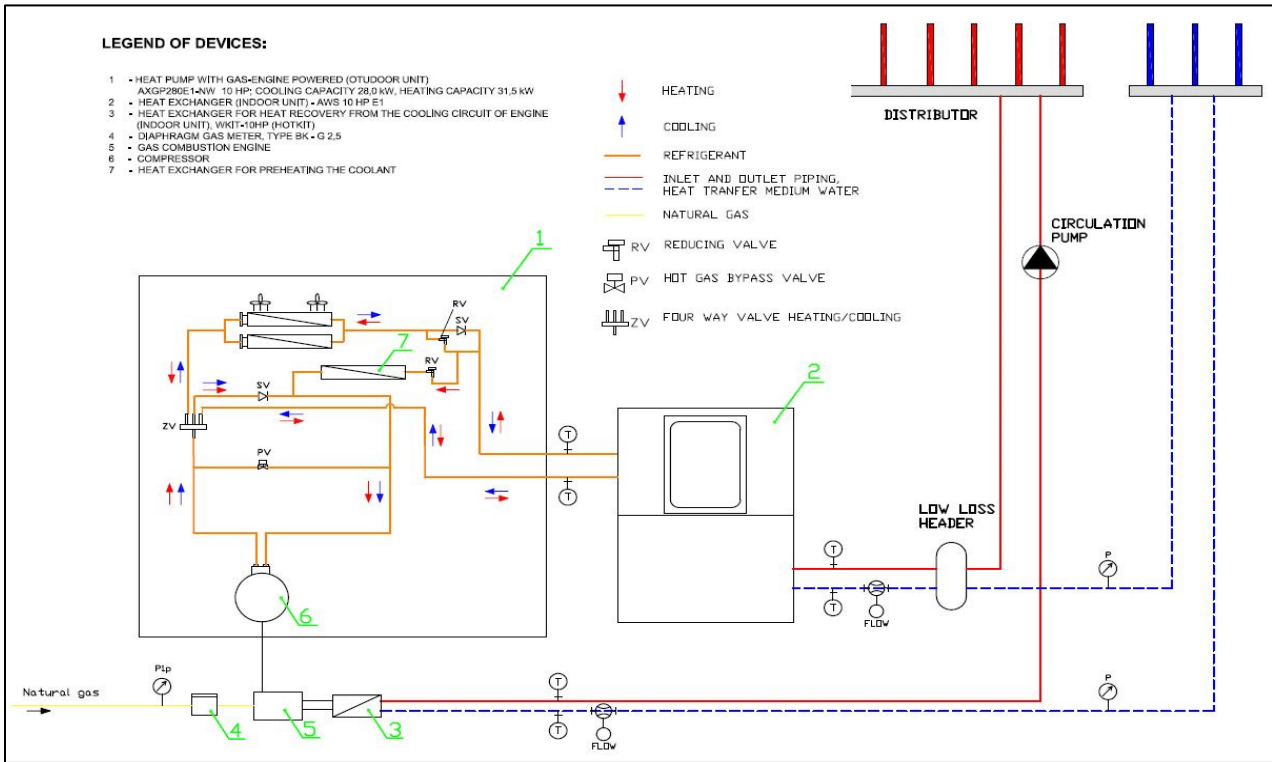 LEGEND OF DEVICES:
1 - HEAT PUMP WITH GAS-ENGINE POWERED (OTUDOOR UNIT)
AXGP280E1-NW 10 HP; COOLING CAPACITY 28,0 kW, HEATING CAPACITY 31,5 kW
2 - HEAT EXCHANGER (INDOOR UNIT) - AWS 10 HP E1
3 - HEAT EXCHANGER FOR HEAT RECOVERY FROM THE COOLING CIRCUIT OF ENGINE
(INDOOR UNIT), WKIT-10HP (HOTKIT)
4 - DIAPHRAGM GAS METER, TYPE BK - G 2,5
5 - GAS COMBUSTION ENGINE
6 - COMPRESSOR
7 - HEAT EXCHANGER FOR PREHEATING THE COOLANT
HEATING
COOLING
REFRIGERANT
INLET AND OUTLET PIPING,
HEAT TRANFER MEDIUM WATER
NATURAL GAS
RV REDUCING VALVE
PV HOT GAS BYPASS VALVE
ZV FOUR WAY VALVE HEATING/COOLING
DISTRIBUTOR
CIRCULATION
PUMP
1
RV
SV
7
RV
SV
ZV
PV
6
T
T
2
LOW LOSS
HEADER
T
T
FLOW
P
Natural gas
P1p
4
5
3
T
T
FLOW
P